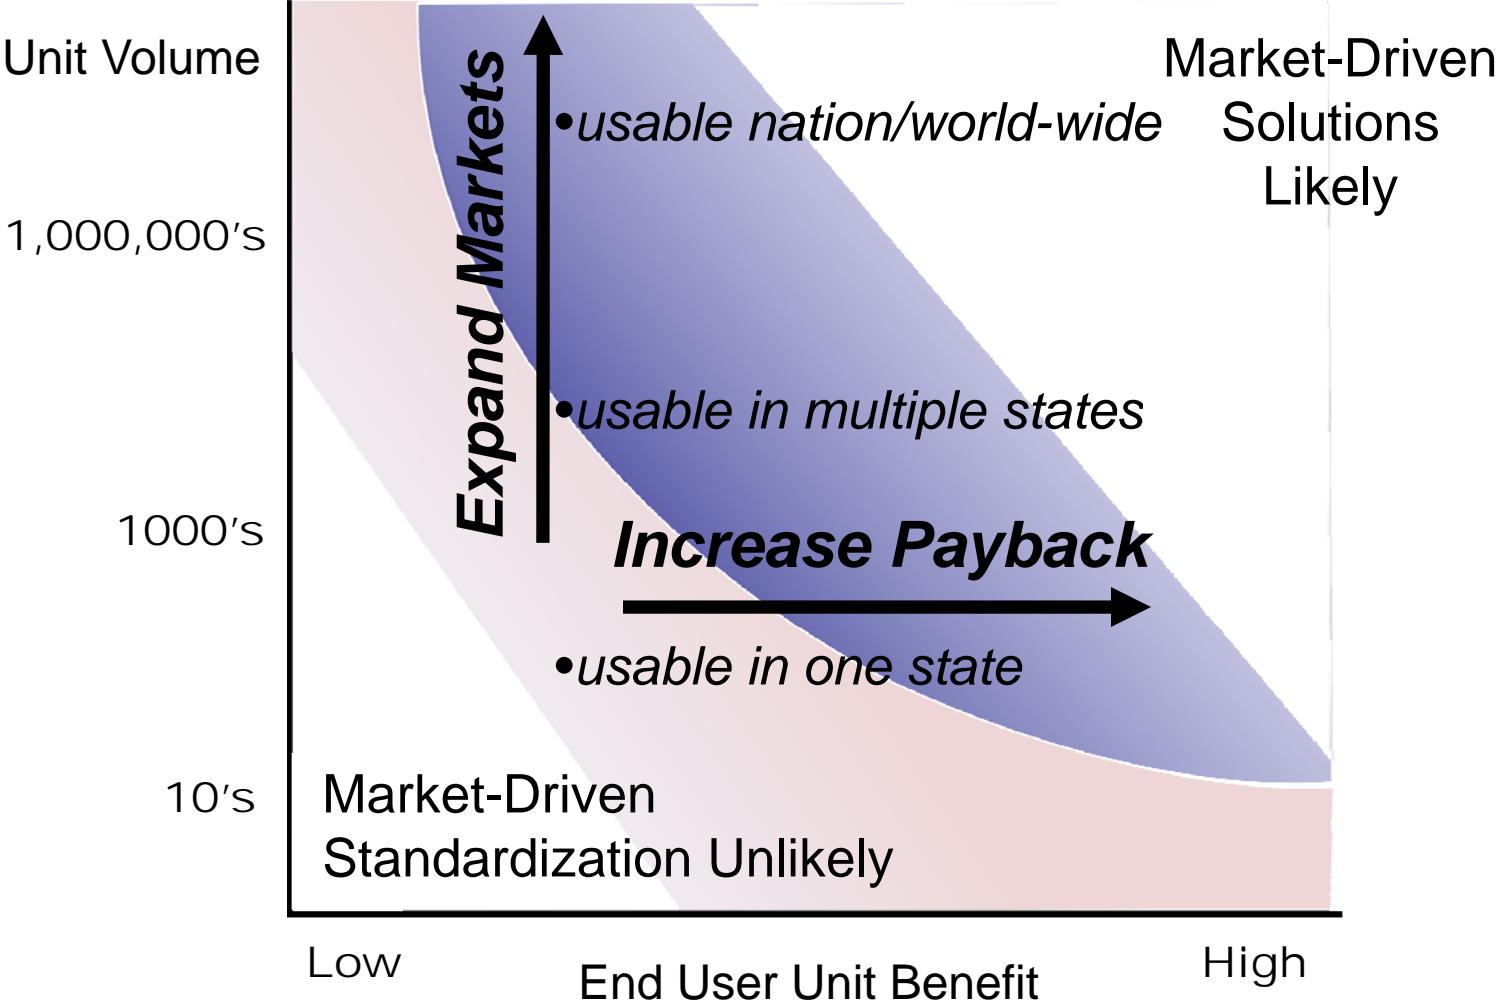 Unit Volume
Market-Driven
Solutions
Likely
•usable nation/world-wide
Expand Markets
1,000,000's
•usable in multiple states
1000's
Increase Payback
•usable in one state
10's
Market-Driven
Standardization Unlikely
Low
High
End User Unit Benefit